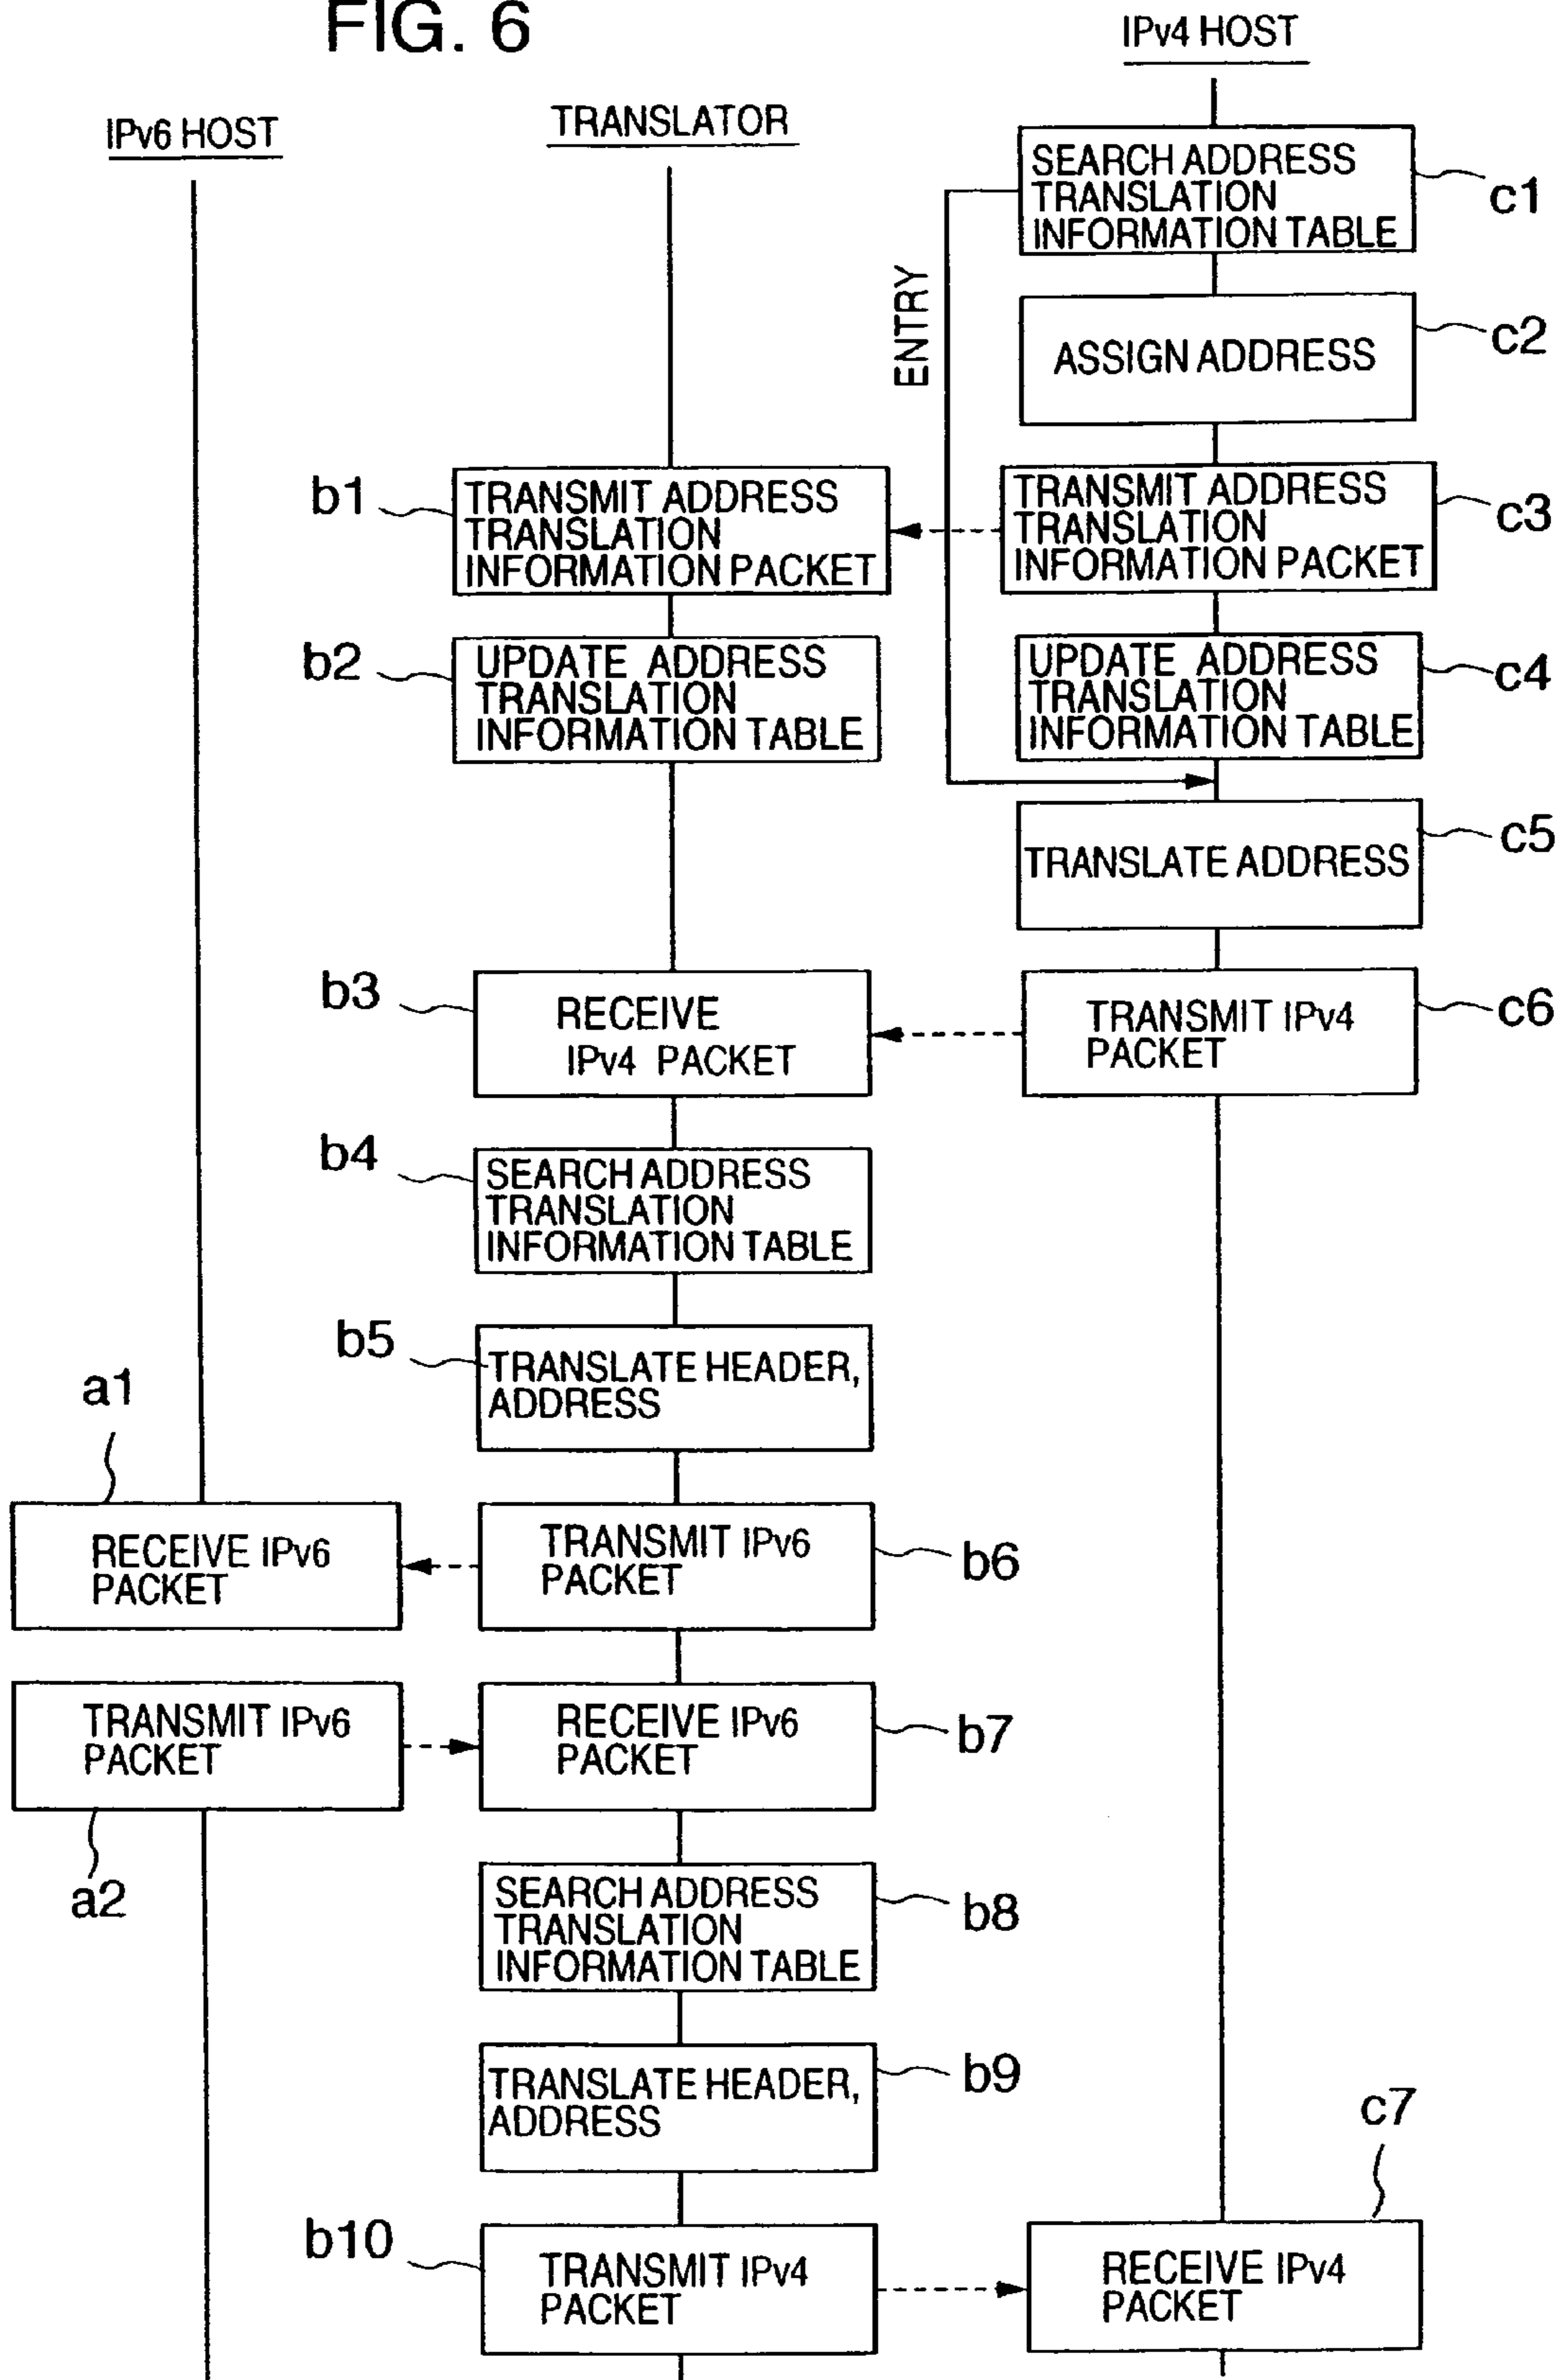 FIG. 6
IPv4 HOST
IPv6 HOST
TRANSLATOR
SEARCH ADDRESS
TRANSLATION
INFORMATION TABLE
c1
ENTRY
ASSIGN ADDRESS
c2
b1
TRANSMIT ADDRESS
TRANSLATION
INFORMATION PACKET
TRANSMIT ADDRESS
TRANSLATION
INFORMATION PACKET
c3
b2
UPDATE ADDRESS
TRANSLATION
INFORMATION TABLE
UPDATE ADDRESS
TRANSLATION
INFORMATION TABLE
c4
TRANSLATE ADDRESS
c5
b3
RECEIVE
IPv4 PACKET
TRANSMIT IPv4
PACKET
c6
b4
SEARCH ADDRESS
TRANSLATION
INFORMATION TABLE
b5
TRANSLATE HEADER,
ADDRESS
a1
RECEIVE IPv6
PACKET
TRANSMIT IPv6
PACKET
b6
TRANSMIT IPv6
PACKET
a2
RECEIVE IPv6
PACKET
b7
SEARCH ADDRESS
TRANSLATION
INFORMATION TABLE
b8
TRANSLATE HEADER,
ADDRESS
b9
b10
TRANSMIT IPv4
PACKET
c7
RECEIVE IPv4
PACKET